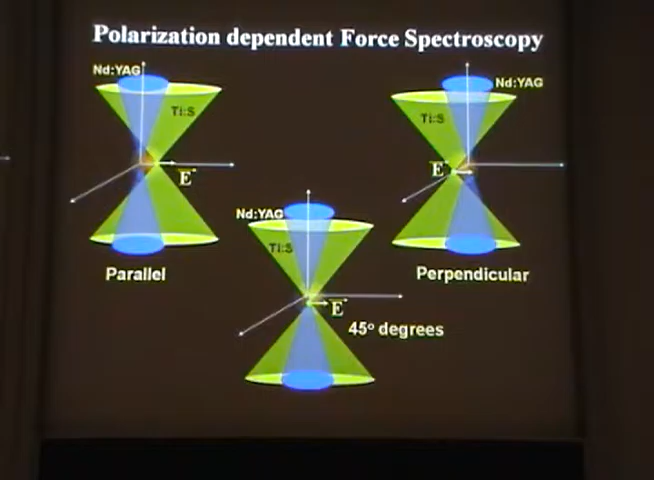 Polarization dependent Force Spectroscopy
Nd:YAG
Ti:S
E
Parallel
Nd:YAG
Ti:S
E
Perpendicular
Nd:YAG
Ti:S
E
45° degrees